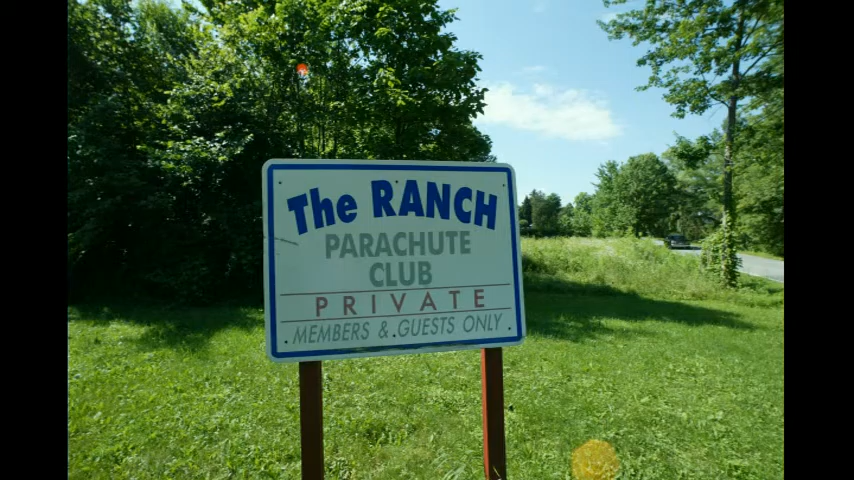 The RANCH
PARACHUTE
CLUB
PRIVATE
MEMBERS & GUESTS ONLY